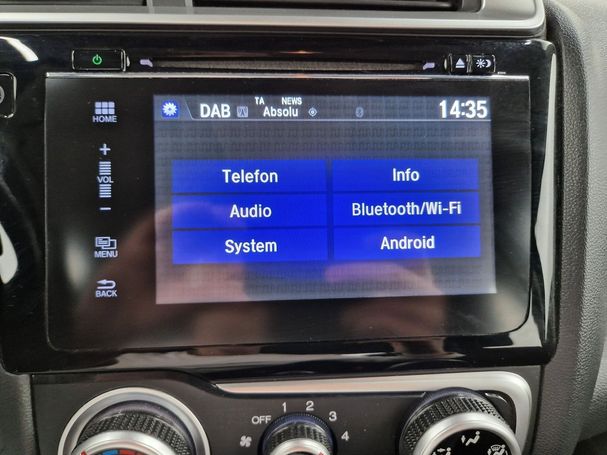 DAB TA NEWS Absolu 14:35
HOME
Telefon Info
VOL
Audio Bluetooth/Wi-Fi
System Android
MENU
BACK
OFF 1 2 3 4